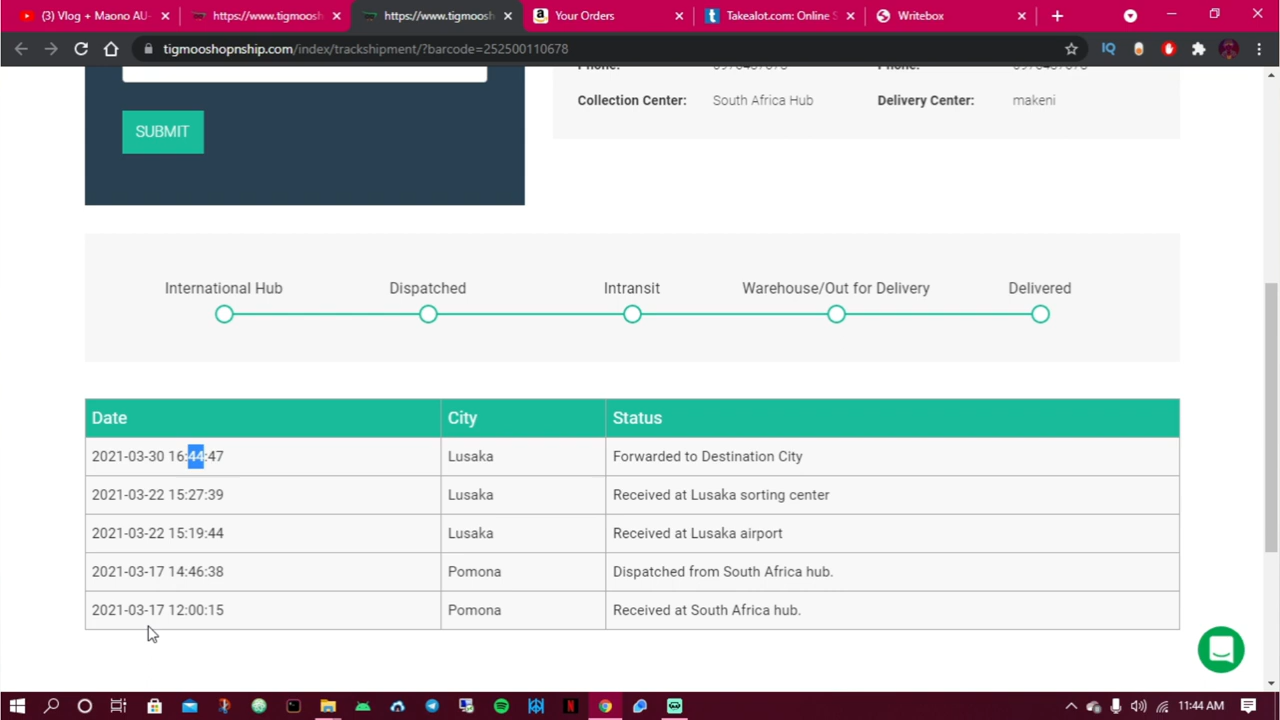 (3) Vlog + Maono AU-
https://www.tigmoosh
https://www.tigmoosh
Your Orders
Takealot.com: Online S
Writebox
tigmooshopnship.com/index/trackshipment/?barcode=252500110678
IQ
Collection Center: South Africa Hub Delivery Center: makeni
SUBMIT
International Hub Dispatched Intransit Warehouse/Out for Delivery Delivered
Date City Status
2021-03-30 16:44:47 Lusaka Forwarded to Destination City
2021-03-22 15:27:39 Lusaka Received at Lusaka sorting center
2021-03-22 15:19:44 Lusaka Received at Lusaka airport
2021-03-17 14:46:38 Pomona Dispatched from South Africa hub.
2021-03-17 12:00:15 Pomona Received at South Africa hub.
11:44 AM